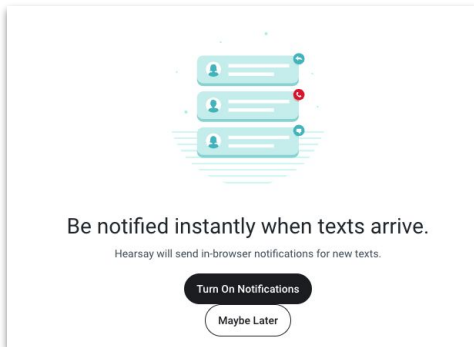 Be notified instantly when texts arrive.
Hearsay will send in-browser notifications for new texts.
Turn On Notifications
Maybe Later